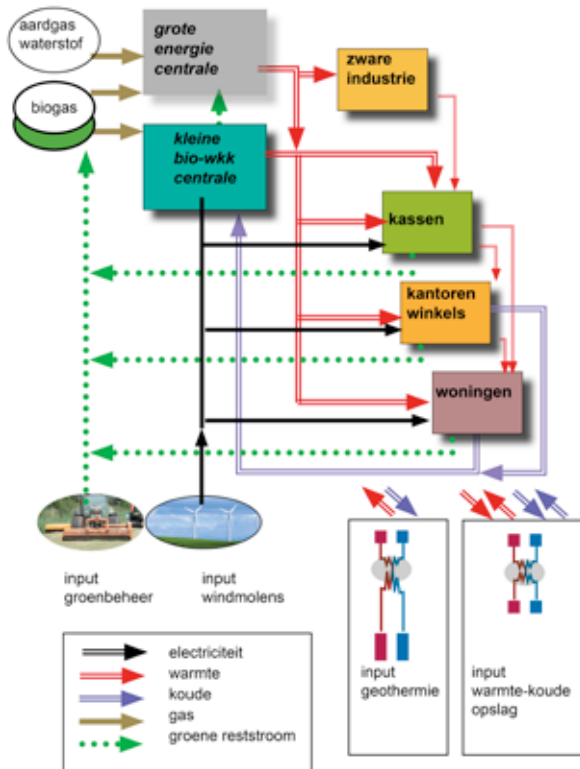 aardgas
waterstof
biogas
grote
energie
centrale
zware
industrie
kleine
bio-wkk
centrale
kassen
kantoren
winkels
woningen
input
groenbeheer
input
windmolens
electriciteit
warmte
koude
gas
groene reststroom
input
geothermie
input
warmte-koude
opslag